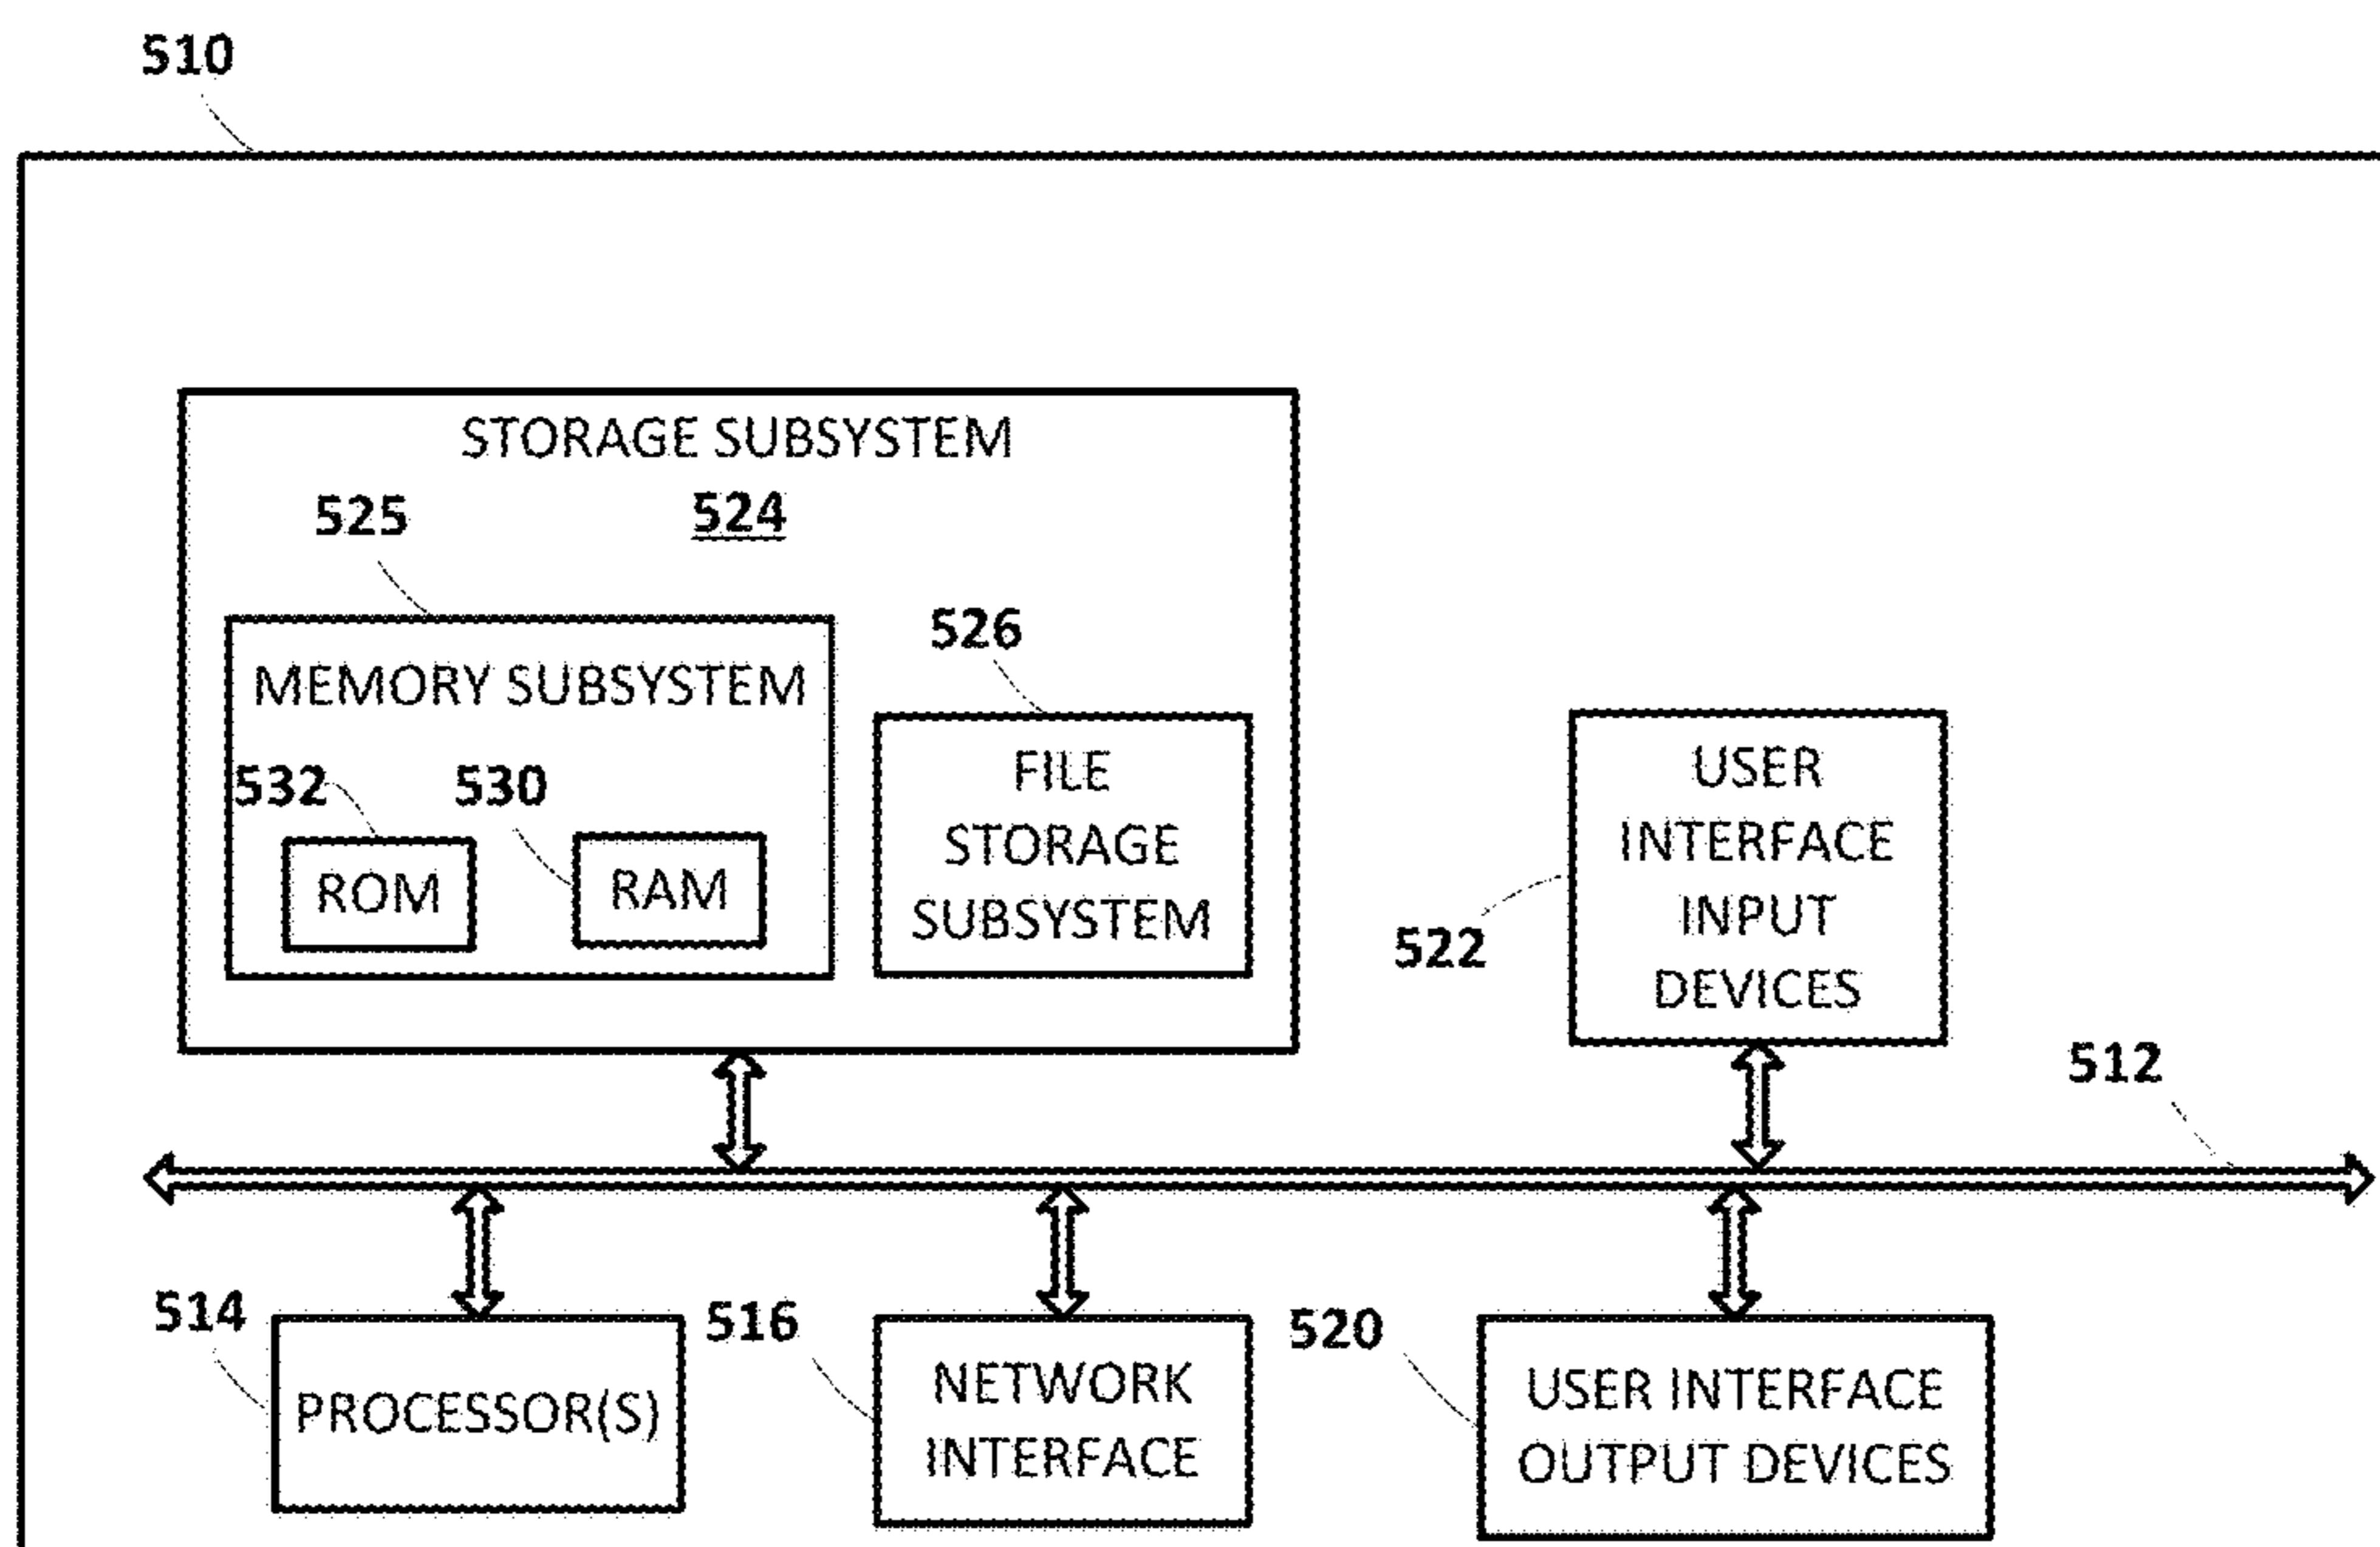 510
STORAGE SUBSYSTEM
524
525
MEMORY SUBSYSTEM
532
530
ROM
RAM
526
FILE
STORAGE
SUBSYSTEM
USER
INTERFACE
INPUT
DEVICES
522
512
514
PROCESSOR(S)
516
NETWORK
INTERFACE
520
USER INTERFACE
OUTPUT DEVICES